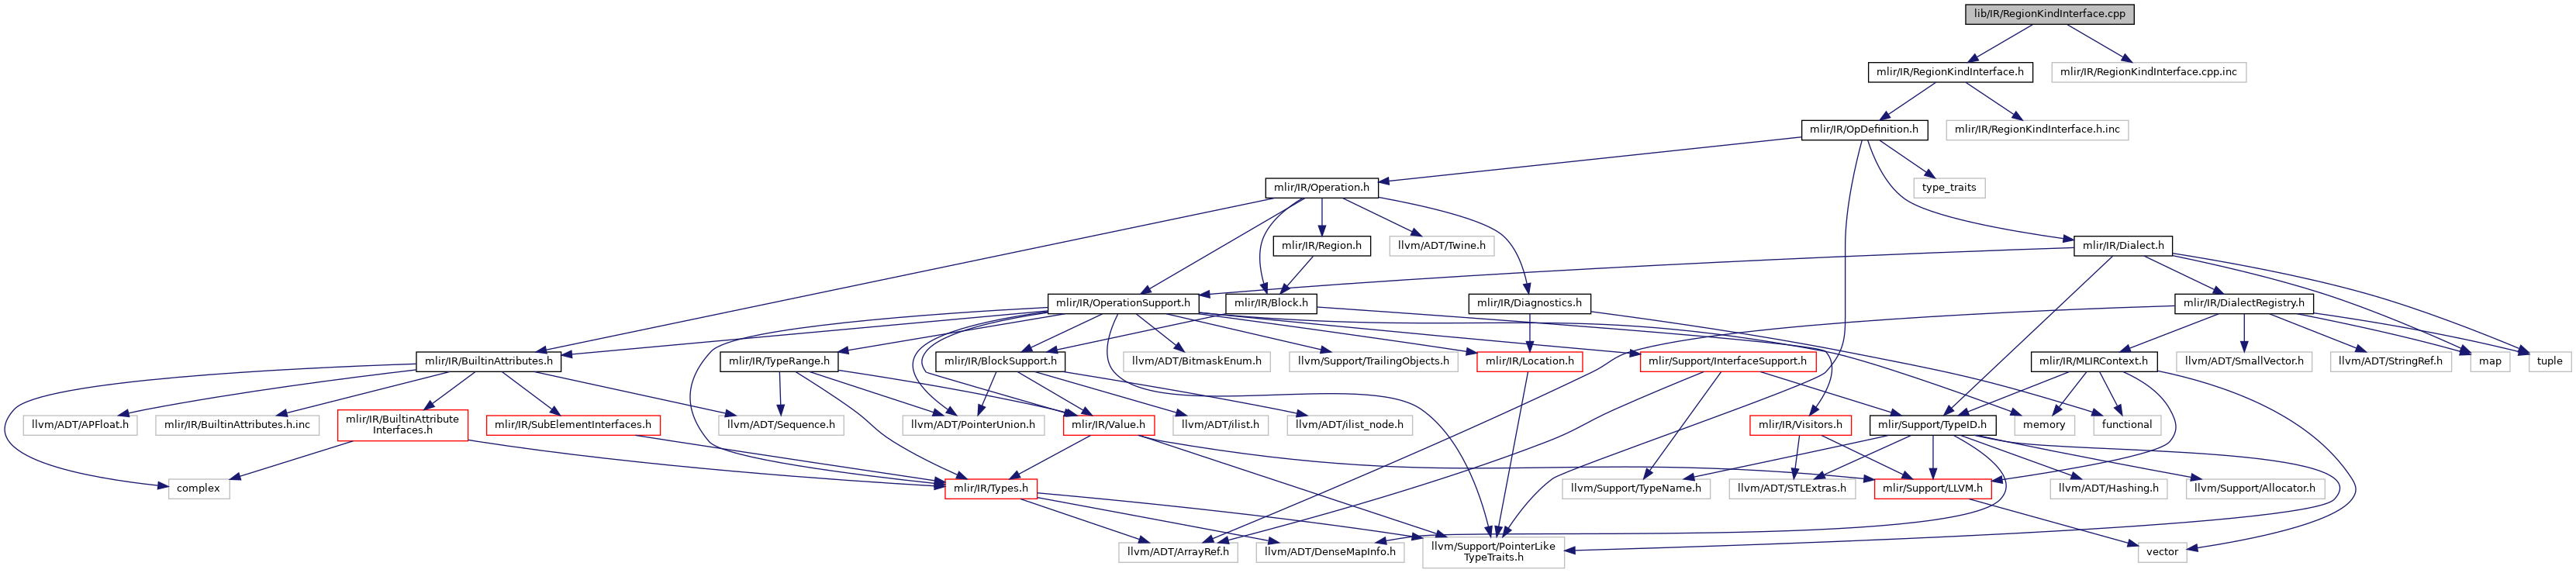 lib/IR/RegionKindInterface.cpp
mlir/IR/RegionKindInterface.h
mlir/IR/RegionKindInterface.cpp.inc
mlir/IR/OpDefinition.h
mlir/IR/RegionKindInterface.h.inc
mlir/IR/Operation.h
type_traits
mlir/IR/Region.h
llvm/ADT/Twine.h
mlir/IR/Dialect.h
mlir/IR/OperationSupport.h
mlir/IR/Block.h
mlir/IR/Diagnostics.h
mlir/IR/DialectRegistry.h
mlir/IR/BuiltinAttributes.h
mlir/IR/TypeRange.h
mlir/IR/BlockSupport.h
llvm/ADT/BitmaskEnum.h
llvm/Support/TrailingObjects.h
mlir/IR/Location.h
mlir/Support/InterfaceSupport.h
mlir/IR/MLIRContext.h
llvm/ADT/SmallVector.h
llvm/ADT/StringRef.h
map
tuple
llvm/ADT/APFloat.h
mlir/IR/BuiltinAttributes.h.inc
mlir/IR/BuiltinAttribute
Interfaces.h
mlir/IR/SubElementInterfaces.h
llvm/ADT/Sequence.h
llvm/ADT/PointerUnion.h
mlir/IR/Value.h
llvm/ADT/ilist.h
llvm/ADT/ilist_node.h
mlir/IR/Visitors.h
mlir/Support/TypeID.h
memory
functional
complex
mlir/IR/Types.h
llvm/Support/TypeName.h
llvm/ADT/STLExtras.h
mlir/Support/LLVM.h
llvm/ADT/Hashing.h
llvm/Support/Allocator.h
llvm/ADT/ArrayRef.h
llvm/ADT/DenseMapInfo.h
llvm/Support/PointerLike
TypeTraits.h
vector